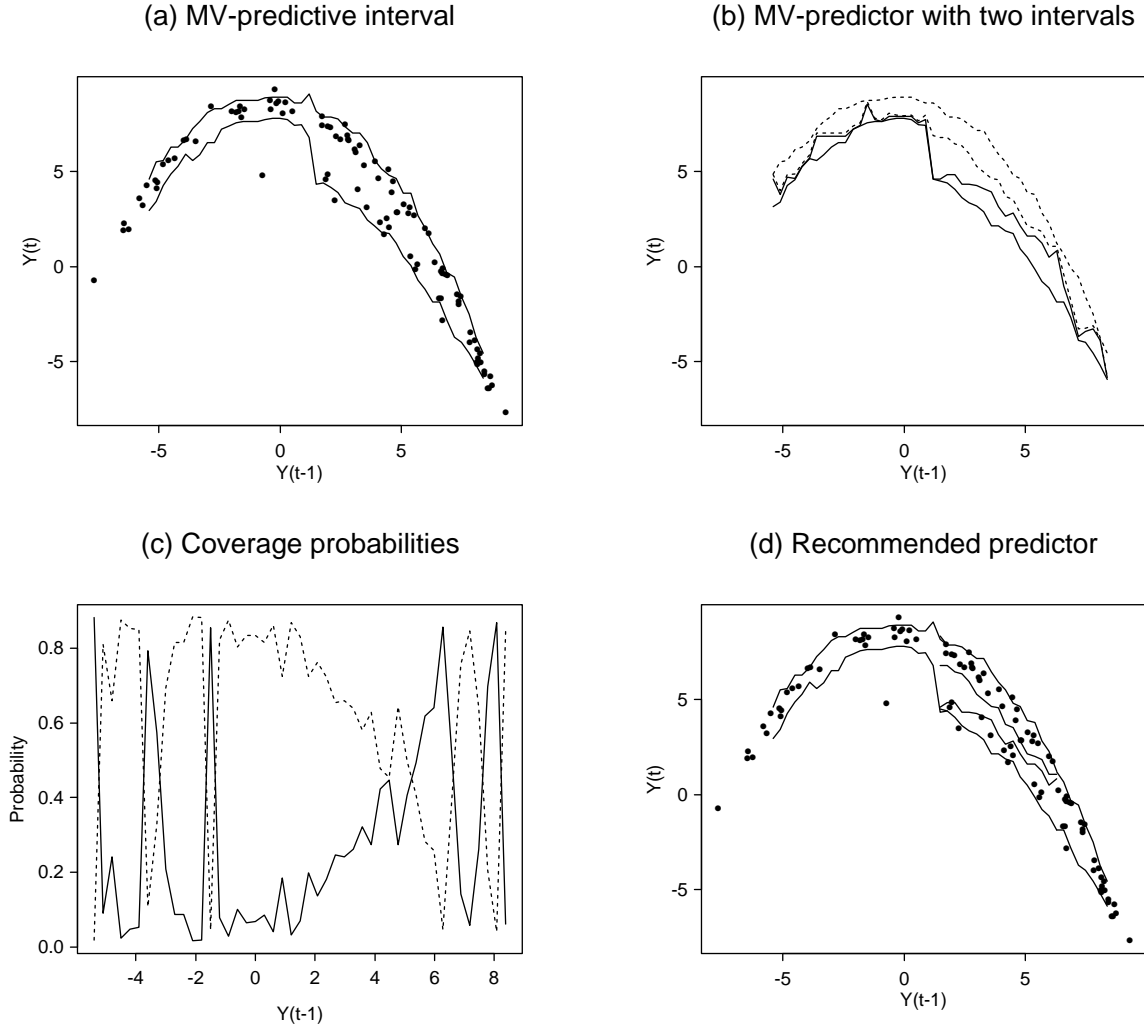 (a) MV-predictive interval
Y(t)
5
0
-5
-5 0 5
Y(t-1)
(b) MV-predictor with two intervals
Y(t)
5
0
-5
-5 0 5
Y(t-1)
(c) Coverage probabilities
Probability
0.8
0.6
0.4
0.2
0.0
-4 -2 0 2 4 6 8
Y(t-1)
(d) Recommended predictor
Y(t)
5
0
-5
-5 0 5
Y(t-1)